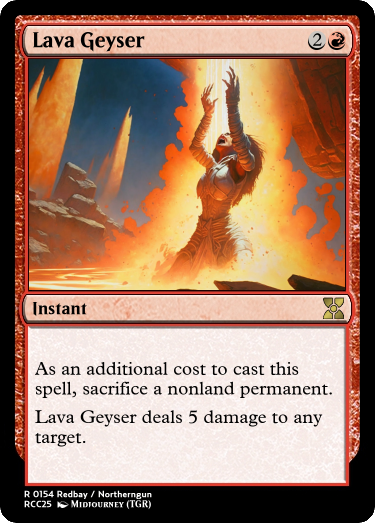 Lava Geyser 2
Instant
As an additional cost to cast this
spell, sacrifice a nonland permanent.
Lava Geyser deals 5 damage to any
target.
R 0154 Redbay / Northerngun
RCC25 Midjourney (TGR)